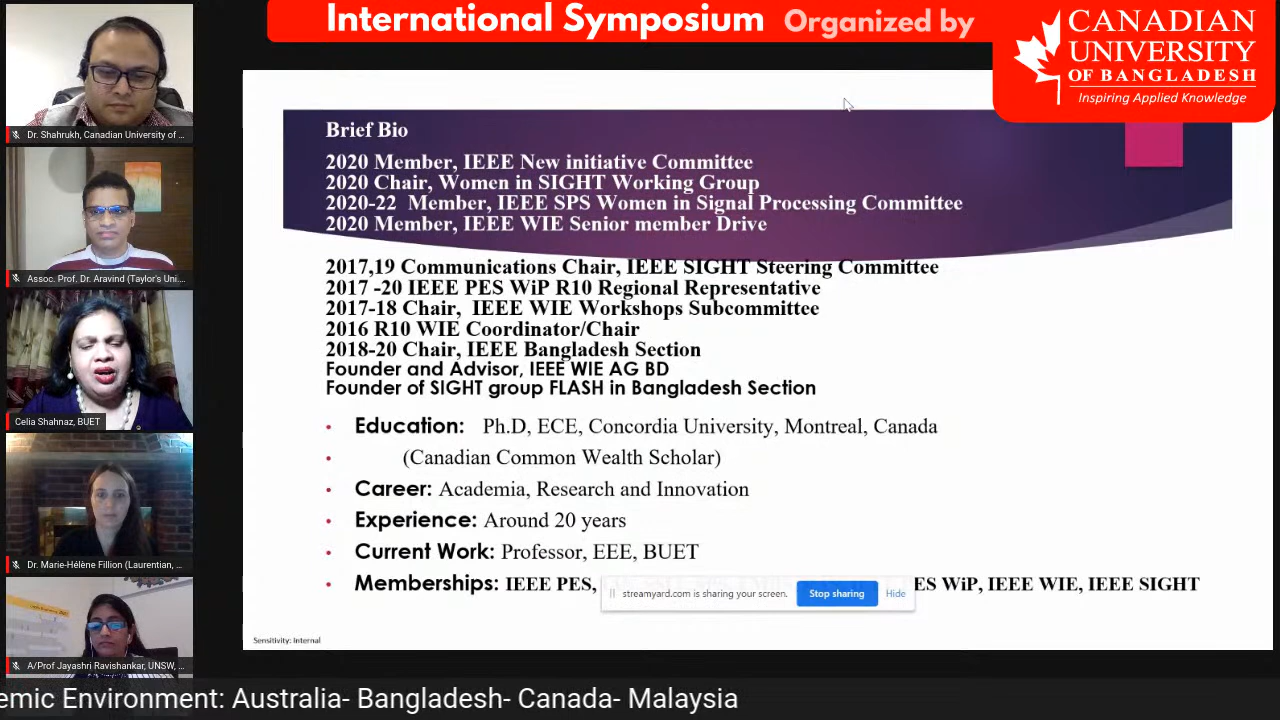 International Symposium Organized by
CANADIAN
UNIVERSITY
OF BANGLADESH
Inspiring Applied Knowledge
Dr. Shahrukh, Canadian University of ...
Assoc. Prof. Dr. Aravind (Taylor's Uni....
Celia Shahnaz, BUET
Dr. Marie-Hélène Fillion (Laurentian, ...
A/Prof Jayashri Ravishankar, UNSW, ...
Brief Bio
2020 Member, IEEE New initiative Committee
2020 Chair, Women in SIGHT Working Group
2020-22 Member, IEEE SPS Women in Signal Processing Committee
2020 Member, IEEE WIE Senior member Drive
2017,19 Communications Chair, IEEE SIGHT Steering Committee
2017 -20 IEEE PES WiP R10 Regional Representative
2017-18 Chair, IEEE WIE Workshops Subcommittee
2016 R10 WIE Coordinator/Chair
2018-20 Chair, IEEE Bangladesh Section
Founder and Advisor, IEEE WIE AG BD
Founder of SIGHT group FLASH in Bangladesh Section
• Education: Ph.D, ECE, Concordia University, Montreal, Canada
• (Canadian Common Wealth Scholar)
• Career: Academia, Research and Innovation
• Experience: Around 20 years
• Current Work: Professor, EEE, BUET
• Memberships: IEEE PES, ES WiP, IEEE WIE, IEEE SIGHT
streamyard.com is sharing your screen. Stop sharing Hide
Sensitivity: Internal
emic Environment: Australia- Bangladesh- Canada- Malaysia